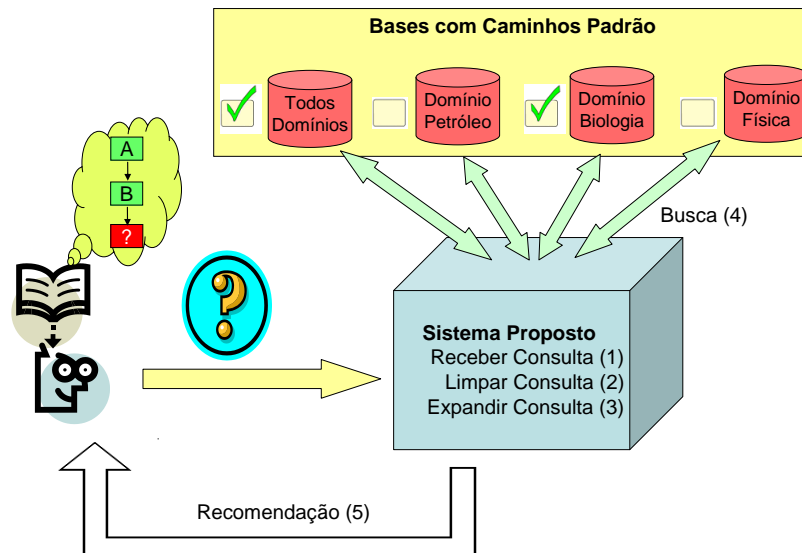 Bases com Caminhos Padrão
Todos
Domínios
Domínio
Petróleo
Domínio
Biologia
Domínio
Física
A
B
?
Busca (4)
?
Sistema Proposto
Receber Consulta (1)
Limpar Consulta (2)
Expandir Consulta (3)
Recomendação (5)